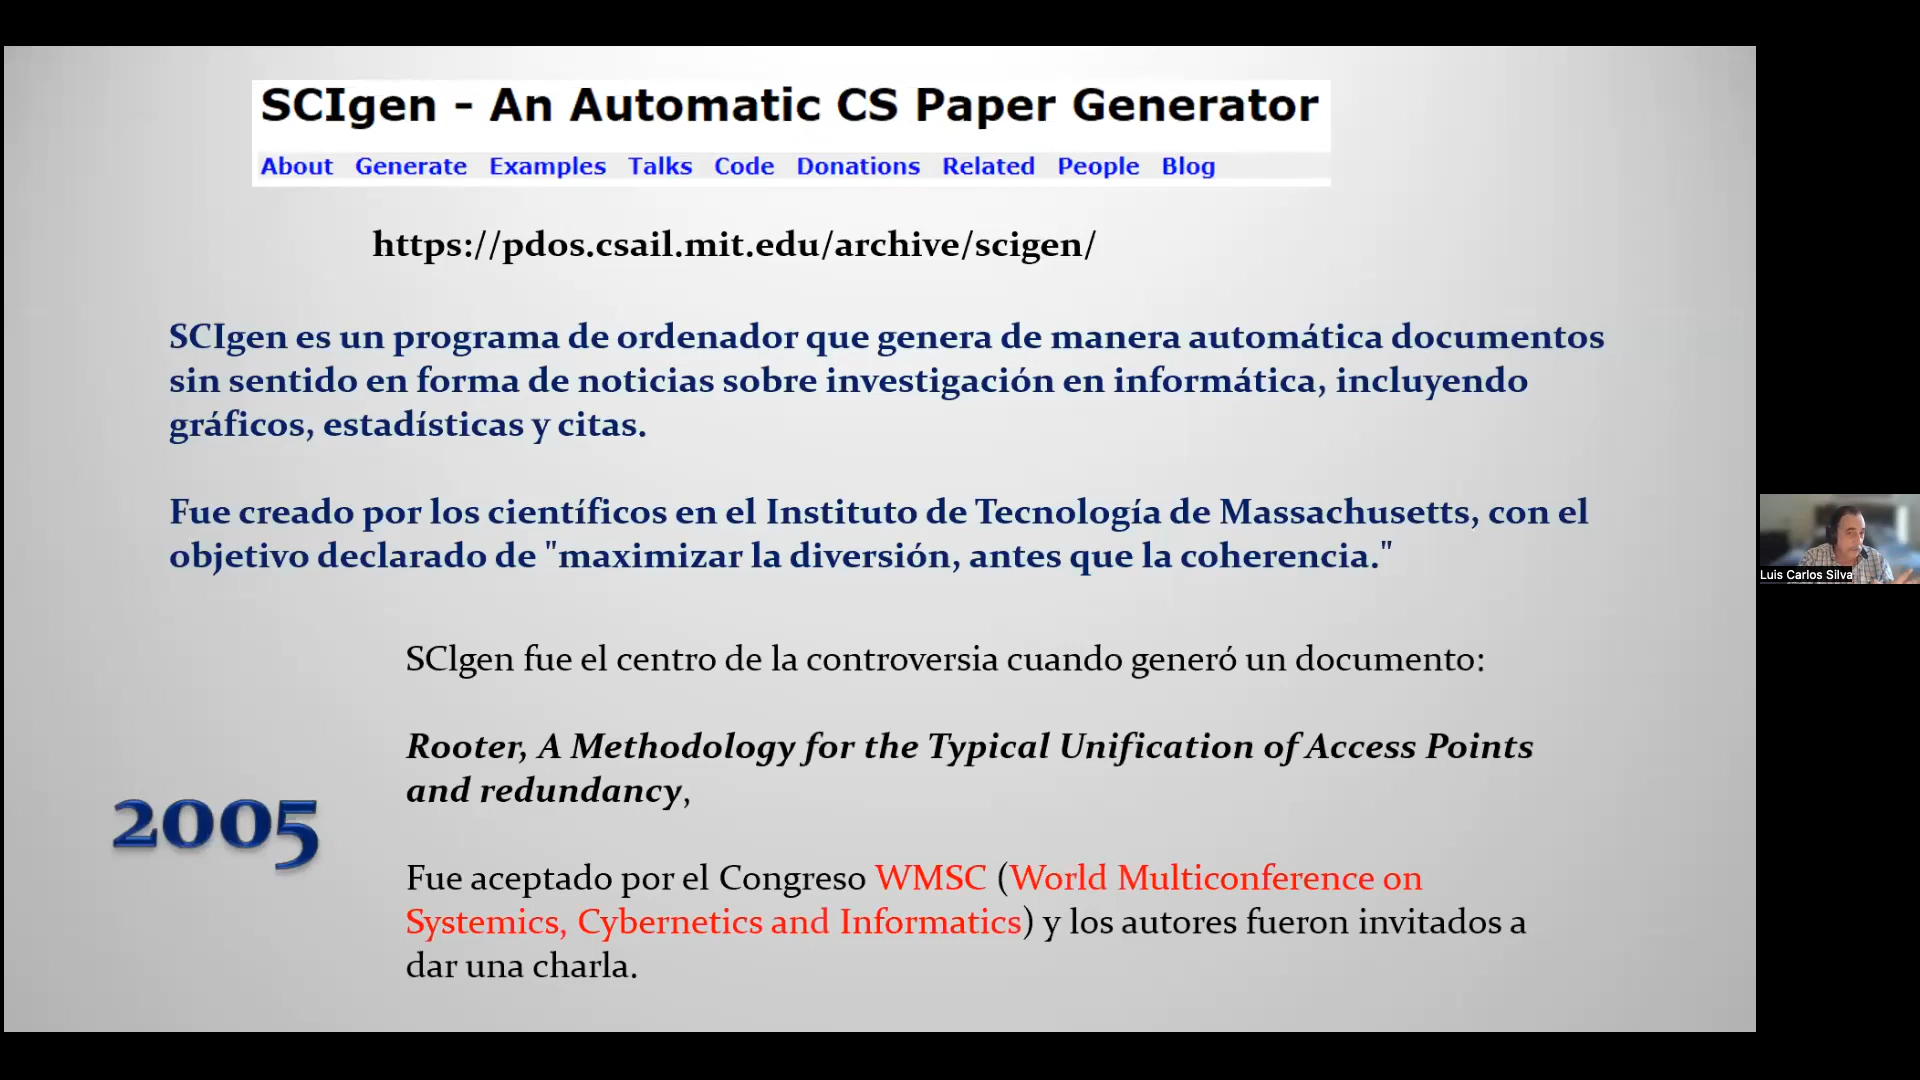 SCIgen - An Automatic CS Paper Generator
About Generate Examples Talks Code Donations Related People Blog
https://pdos.csail.mit.edu/archive/scigen/
SCIgen es un programa de ordenador que genera de manera automática documentos
sin sentido en forma de noticias sobre investigación en informática, incluyendo
gráficos, estadísticas y citas.
Fue creado por los científicos en el Instituto de Tecnología de Massachusetts, con el
objetivo declarado de "maximizar la diversión, antes que la coherencia."
SClgen fue el centro de la controversia cuando generó un documento:
Rooter, A Methodology for the Typical Unification of Access Points
and redundancy,
2005
Fue aceptado por el Congreso WMSC (World Multiconference on
Systemics, Cybernetics and Informatics) y los autores fueron invitados a
dar una charla.
Luis Carlos Silva